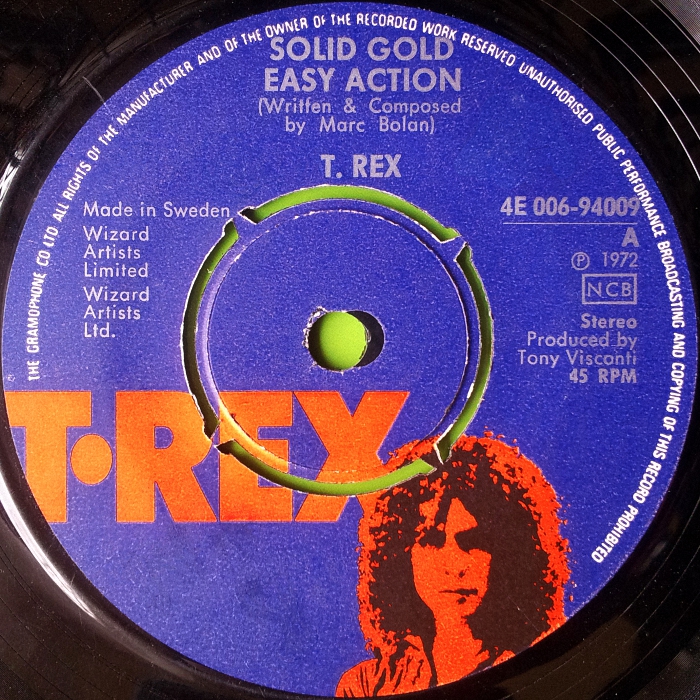 THE GRAMOPHONE CO LTD ALL RIGHTS OF THE MANUFACTURER AND OF THE OWNER OF THE RECORDED WORK RESERVED UNAUTHORISED PUBLIC PERFORMANCE BROADCASTING AND COPYING OF THIS RECORD PROHIBITED
SOLID GOLD
EASY ACTION
(Written & Composed
by Marc Bolan)
T. REX
Made in Sweden
Wizard
Artists
Limited
Wizard
Artists
Ltd.
4E 006-94009
A
Ⓟ 1972
NCB
Stereo
Produced by
Tony Visconti
45 RPM
T•REX